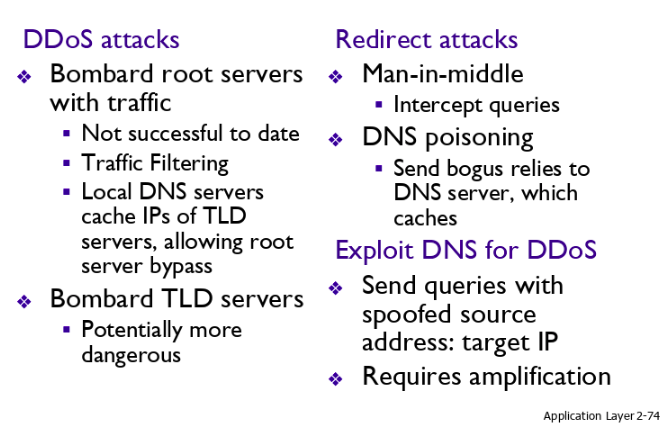 DDoS attacks
Bombard root servers
with traffic
Not successful to date
Traffic Filtering
Local DNS servers
cache IPs of TLD
servers, allowing root
server bypass
Bombard TLD servers
Potentially more
dangerous
Redirect attacks
Man-in-middle
Intercept queries
DNS poisoning
Send bogus relies to
DNS server, which
caches
Exploit DNS for DDoS
Send queries with
spoofed source
address: target IP
Requires amplification
Application Layer 2-74